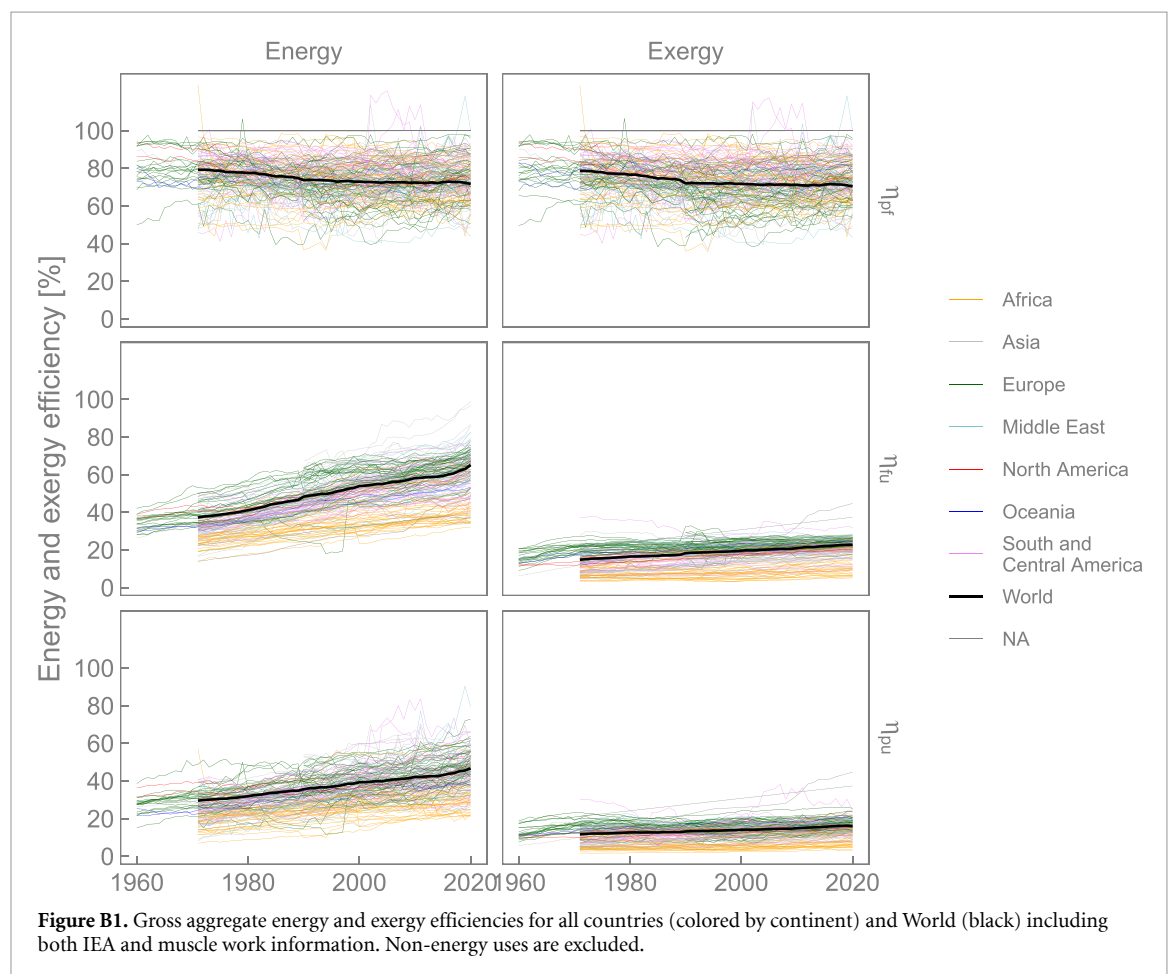 Energy
Exergy
Energy and exergy efficiency [%]
100
80
60
40
20
0
ηpf
100
80
60
40
20
0
ηfu
100
80
60
40
20
0
ηpu
1960
1980
2000
2020
1960
1980
2000
2020
Africa
Asia
Europe
Middle East
North America
Oceania
South and
Central America
World
NA
Figure B1. Gross aggregate energy and exergy efficiencies for all countries (colored by continent) and World (black) including
both IEA and muscle work information. Non-energy uses are excluded.